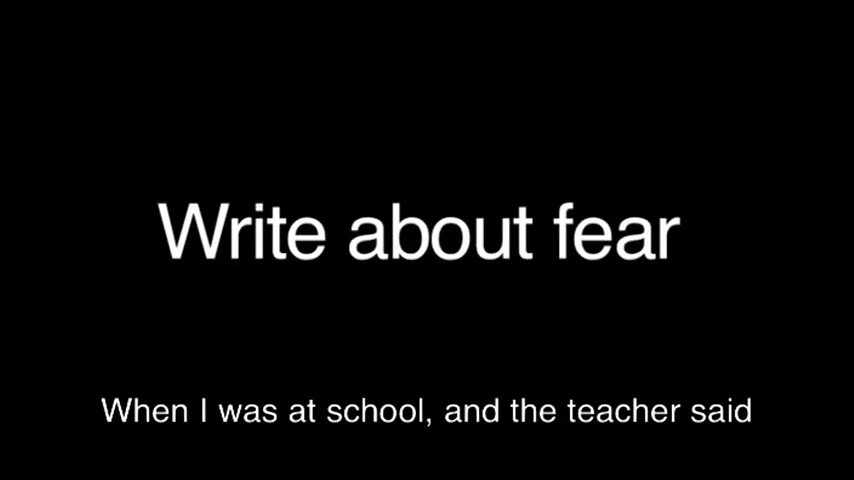 Write about fear
When I was at school, and the teacher said